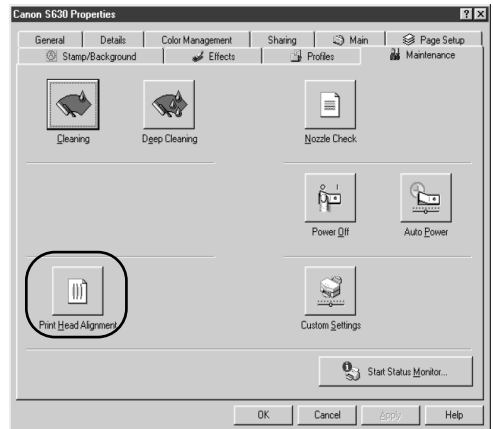 Canon S630 Properties
General Details Color Management Sharing Main Page Setup
Stamp/Background Effects Profiles Maintenance
Cleaning Deep Cleaning Nozzle Check
Power Off Auto Power
Print Head Alignment Custom Settings
Start Status Monitor...
OK Cancel Apply Help